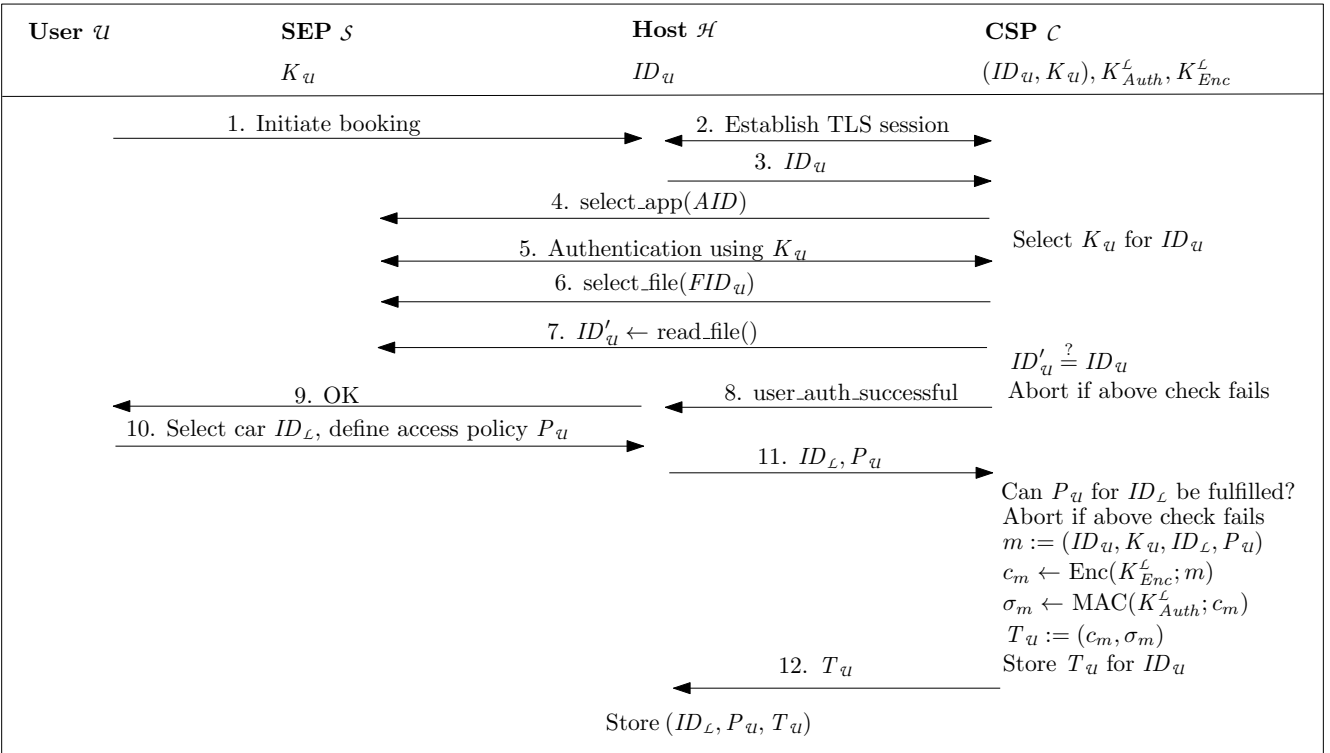 User 𝒰 SEP 𝒮 Host ℋ CSP 𝒞
K_𝒰 ID_𝒰 (ID_𝒰, K_𝒰), K^ℒ_Auth, K^ℒ_Enc
1. Initiate booking
2. Establish TLS session
3. ID_𝒰
4. select_app(AID)
Select K_𝒰 for ID_𝒰
5. Authentication using K_𝒰
6. select_file(FID_𝒰)
7. ID′_𝒰 ← read_file()
ID′_𝒰 ≟ ID_𝒰
Abort if above check fails
8. user_auth_successful
9. OK
10. Select car ID_ℒ, define access policy P_𝒰
11. ID_ℒ, P_𝒰
Can P_𝒰 for ID_ℒ be fulfilled?
Abort if above check fails
m := (ID_𝒰, K_𝒰, ID_ℒ, P_𝒰)
c_m ← Enc(K^ℒ_Enc; m)
σ_m ← MAC(K^ℒ_Auth; c_m)
T_𝒰 := (c_m, σ_m)
Store T_𝒰 for ID_𝒰
12. T_𝒰
Store (ID_ℒ, P_𝒰, T_𝒰)